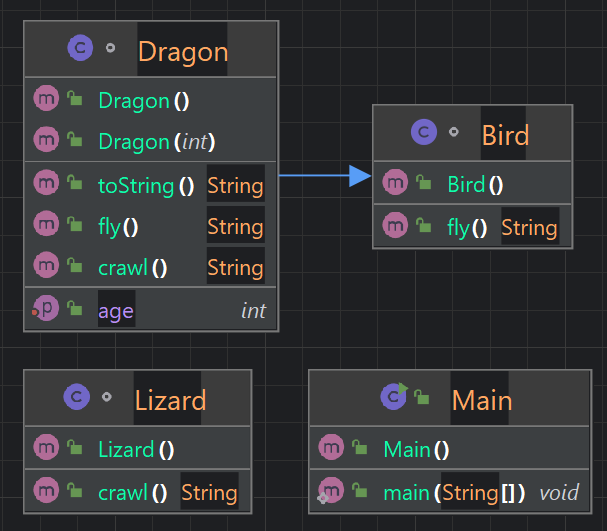 Dragon
Dragon()
Dragon(int)
toString() String
fly() String
crawl() String
age int
Bird
Bird()
fly() String
Lizard
Lizard()
crawl() String
Main
Main()
main(String[]) void